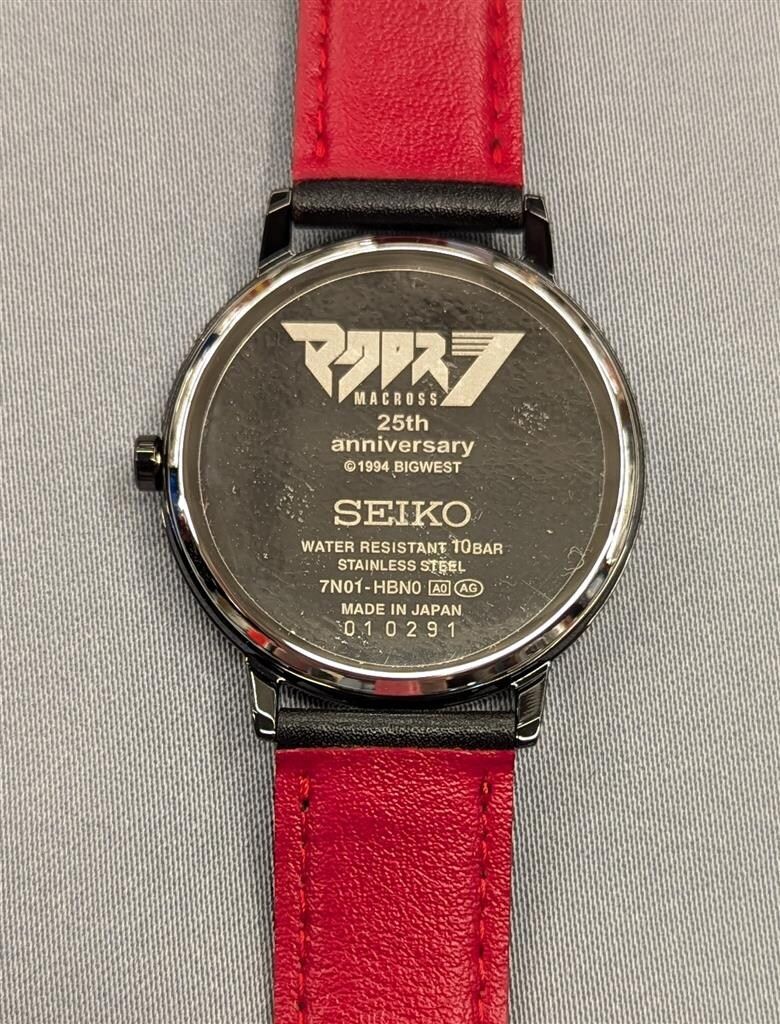 マクロス7
MACROSS
25th
anniversary
©1994 BIGWEST
SEIKO
WATER RESISTANT 10BAR
STAINLESS STEEL
7N01-HBN0 A0 AG
MADE IN JAPAN
010291